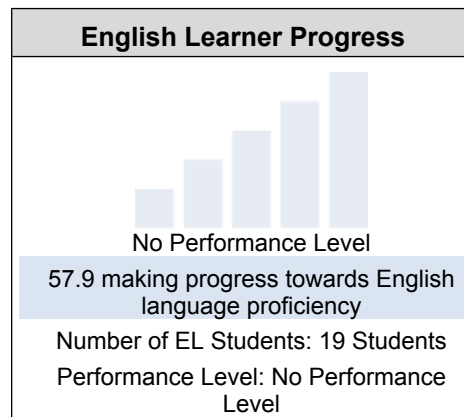 English Learner Progress
No Performance Level
57.9 making progress towards English
language proficiency
Number of EL Students: 19 Students
Performance Level: No Performance
Level